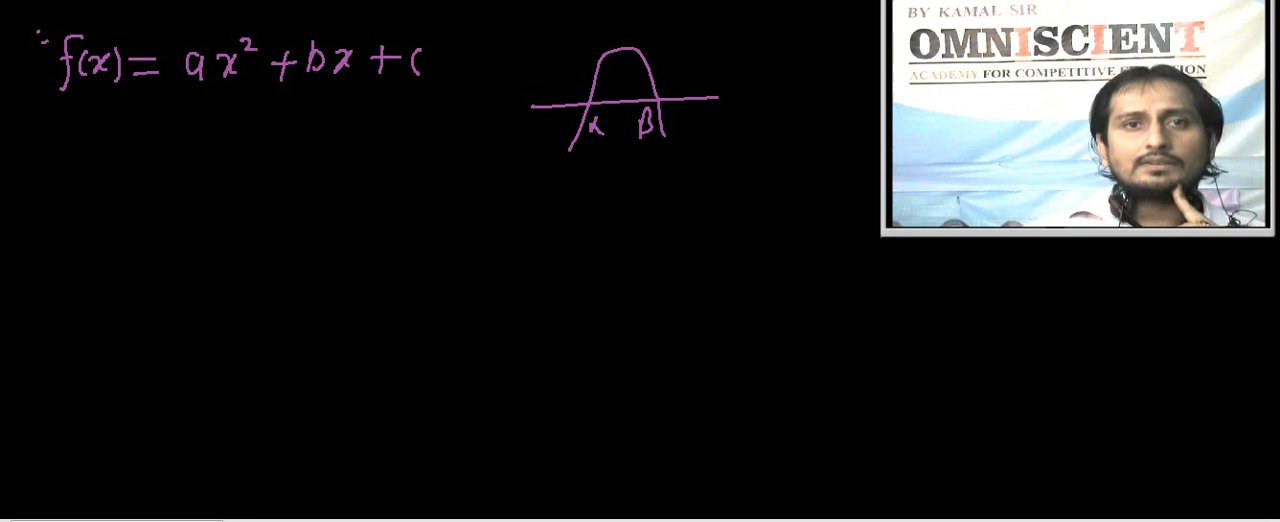 ∵ f(x) = ax² + bx + c
α β
BY KAMAL SIR
OMNISCIENT
ACADEMY FOR COMPETITIVE